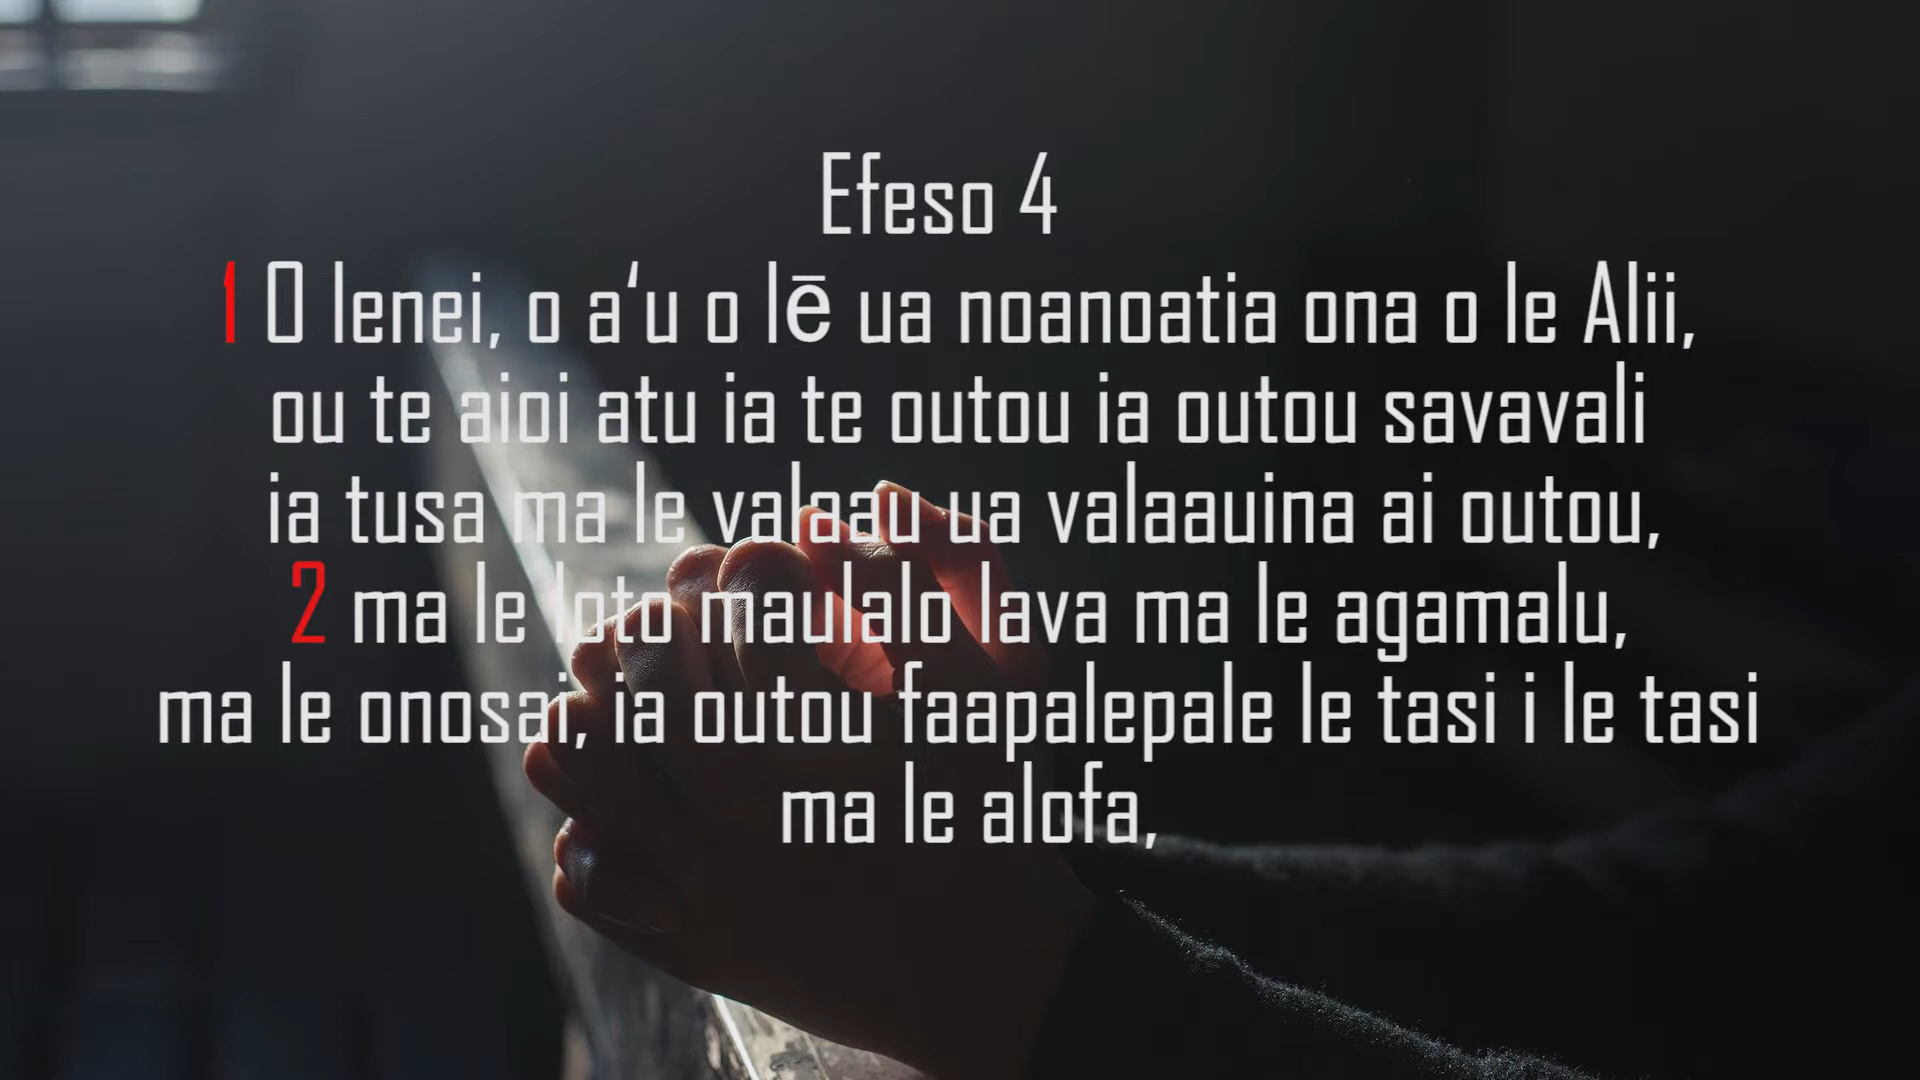 Efeso 4
1 O lenei, o a‘u o lē ua noanoatia ona o le Alii,
ou te aioi atu ia te outou ia outou savavali
ia tusa ma le valaau ua valaauina ai outou,
2 ma le loto maulalo lava ma le agamalu,
ma le onosai, ia outou faapalepale le tasi i le tasi
ma le alofa,